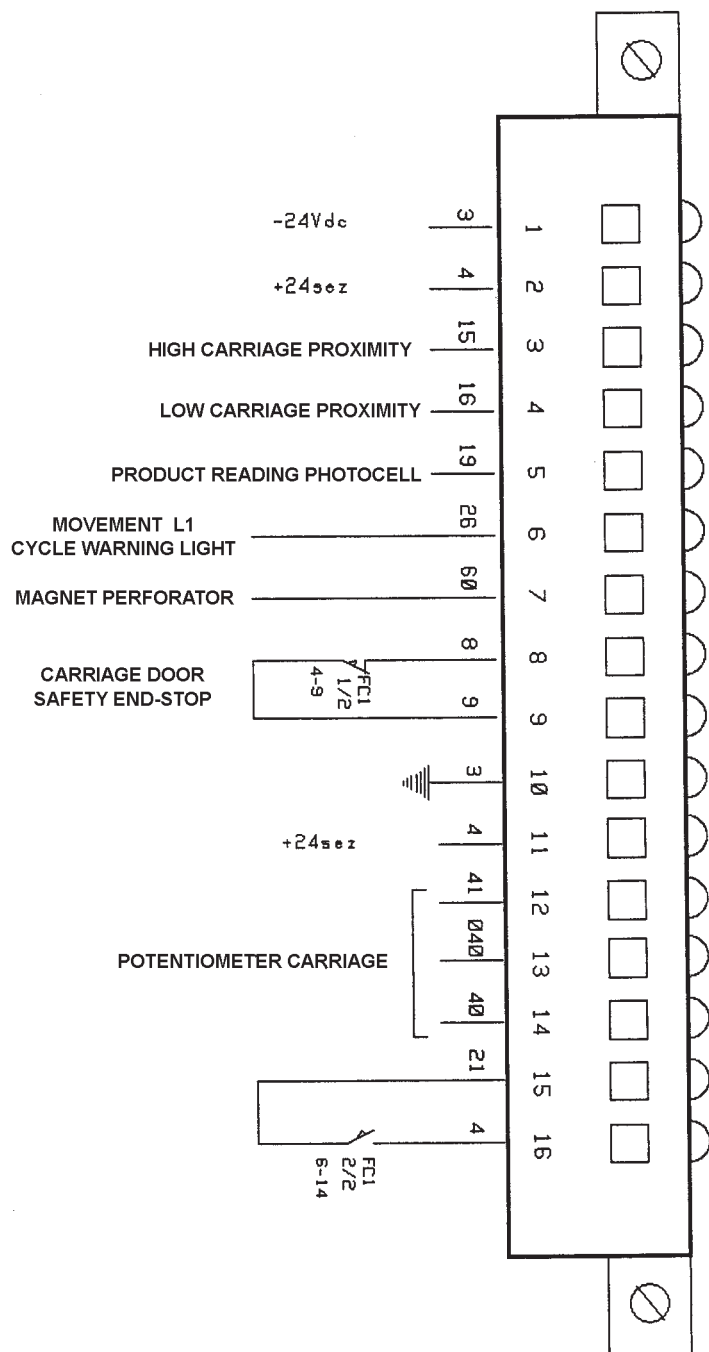 -24Vdc 3 1
+24sez 4 2
HIGH CARRIAGE PROXIMITY 15 3
LOW CARRIAGE PROXIMITY 16 4
PRODUCT READING PHOTOCELL 19 5
MOVEMENT L1
CYCLE WARNING LIGHT 26 6
MAGNET PERFORATOR 60 7
8 8
CARRIAGE DOOR
SAFETY END-STOP
FC1
1/2
4-9
9 9
3 10
+24sez 4 11
41 12
POTENTIOMETER CARRIAGE 040 13
40 14
21 15
4 16
FC1
2/2
6-14